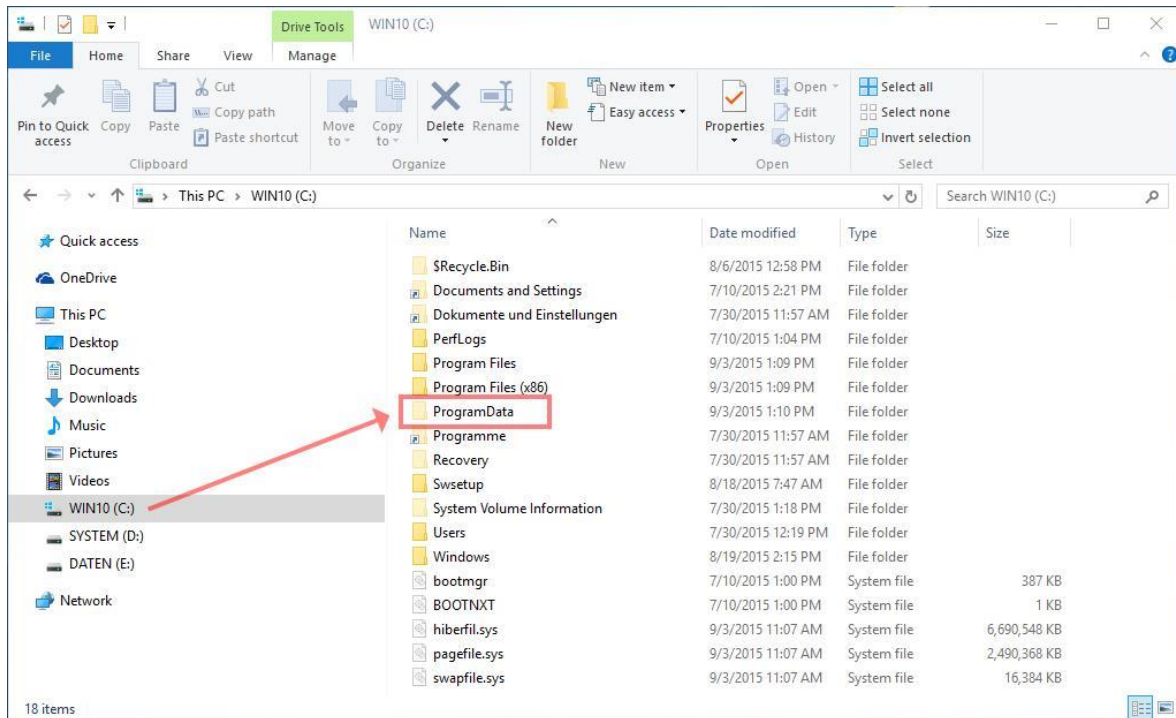 Drive Tools WIN10 (C:)
File Home Share View Manage
Pin to Quick access
Copy
Paste
Cut
Copy path
Paste shortcut
Clipboard
Move to
Copy to
Delete
Rename
Organize
New folder
New item
Easy access
New
Properties
Open
Edit
History
Open
Select all
Select none
Invert selection
Select
This PC > WIN10 (C:)
Search WIN10 (C:)
Quick access
OneDrive
This PC
Desktop
Documents
Downloads
Music
Pictures
Videos
WIN10 (C:)
SYSTEM (D:)
DATEN (E:)
Network
Name Date modified Type Size
$Recycle.Bin 8/6/2015 12:58 PM File folder
Documents and Settings 7/10/2015 2:21 PM File folder
Dokumente und Einstellungen 7/30/2015 11:57 AM File folder
PerfLogs 7/10/2015 1:04 PM File folder
Program Files 9/3/2015 1:09 PM File folder
Program Files (x86) 9/3/2015 1:09 PM File folder
ProgramData 9/3/2015 1:10 PM File folder
Programme 7/30/2015 11:57 AM File folder
Recovery 7/30/2015 11:57 AM File folder
Swsetup 8/18/2015 7:47 AM File folder
System Volume Information 7/30/2015 1:18 PM File folder
Users 7/30/2015 12:19 PM File folder
Windows 8/19/2015 2:15 PM File folder
bootmgr 7/10/2015 1:00 PM System file 387 KB
BOOTNXT 7/10/2015 1:00 PM System file 1 KB
hiberfil.sys 9/3/2015 11:07 AM System file 6,690,548 KB
pagefile.sys 9/3/2015 11:07 AM System file 2,490,368 KB
swapfile.sys 9/3/2015 11:07 AM System file 16,384 KB
18 items